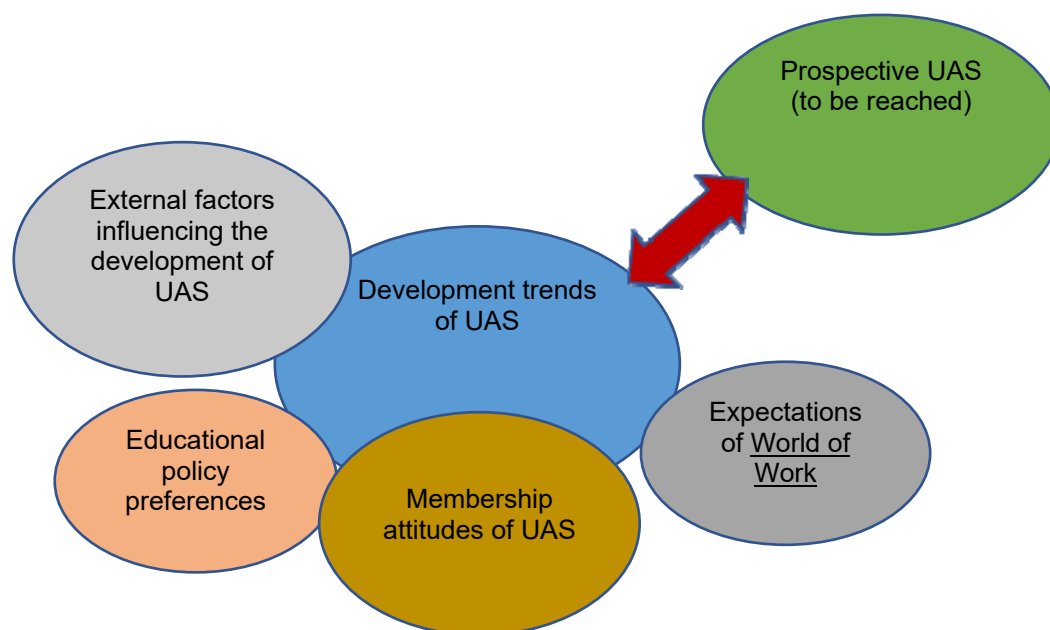 Prospective UAS
(to be reached)
External factors
influencing the
development of
UAS
Development trends
of UAS
Expectations
of World of
Work
Educational
policy
preferences
Membership
attitudes of UAS